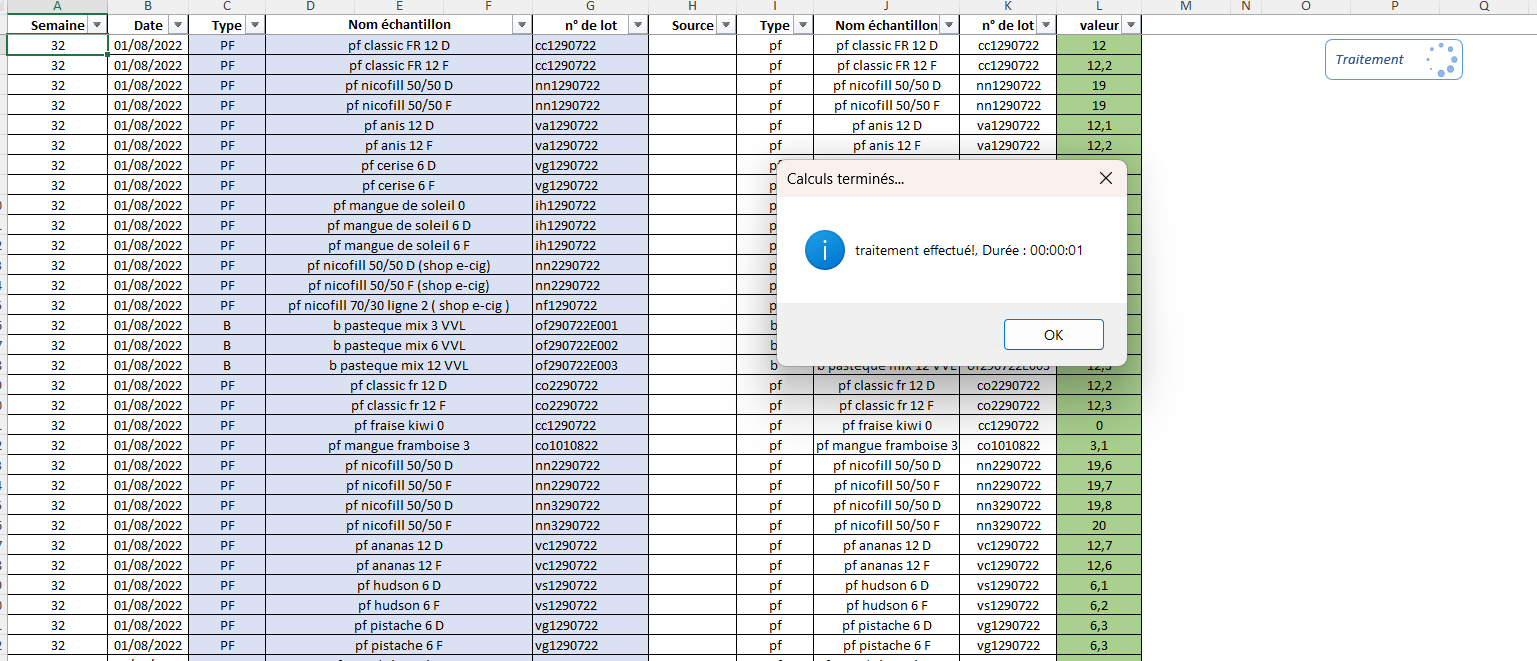 A B C D E F G H I J K L M N O P Q
Semaine Date Type Nom échantillon n° de lot Source Type Nom échantillon n° de lot valeur
32 01/08/2022 PF pf classic FR 12 D cc1290722 pf pf classic FR 12 D cc1290722 12
Traitement
32 01/08/2022 PF pf classic FR 12 F cc1290722 pf pf classic FR 12 F cc1290722 12,2
32 01/08/2022 PF pf nicofill 50/50 D nn1290722 pf pf nicofill 50/50 D nn1290722 19
32 01/08/2022 PF pf nicofill 50/50 F nn1290722 pf pf nicofill 50/50 F nn1290722 19
32 01/08/2022 PF pf anis 12 D va1290722 pf pf anis 12 D va1290722 12,1
32 01/08/2022 PF pf anis 12 F va1290722 pf pf anis 12 F va1290722 12,2
32 01/08/2022 PF pf cerise 6 D vg1290722
32 01/08/2022 PF pf cerise 6 F vg1290722
32 01/08/2022 PF pf mangue de soleil 0 ih1290722
32 01/08/2022 PF pf mangue de soleil 6 D ih1290722
32 01/08/2022 PF pf mangue de soleil 6 F ih1290722
32 01/08/2022 PF pf nicofill 50/50 D (shop e-cig) nn2290722
32 01/08/2022 PF pf nicofill 50/50 F (shop e-cig) nn2290722
32 01/08/2022 PF pf nicofill 70/30 ligne 2 ( shop e-cig ) nf1290722
32 01/08/2022 B b pasteque mix 3 VVL of290722E001 b
32 01/08/2022 B b pasteque mix 6 VVL of290722E002 b
32 01/08/2022 B b pasteque mix 12 VVL of290722E003 b b pasteque mix 12 VVL of290722E003 12,5
Calculs terminés...
traitement effectué!, Durée : 00:00:01
OK
32 01/08/2022 PF pf classic fr 12 D co2290722 pf pf classic fr 12 D co2290722 12,2
32 01/08/2022 PF pf classic fr 12 F co2290722 pf pf classic fr 12 F co2290722 12,3
32 01/08/2022 PF pf fraise kiwi 0 cc1290722 pf pf fraise kiwi 0 cc1290722 0
32 01/08/2022 PF pf mangue framboise 3 co1010822 pf pf mangue framboise 3 co1010822 3,1
32 01/08/2022 PF pf nicofill 50/50 D nn2290722 pf pf nicofill 50/50 D nn2290722 19,6
32 01/08/2022 PF pf nicofill 50/50 F nn2290722 pf pf nicofill 50/50 F nn2290722 19,7
32 01/08/2022 PF pf nicofill 50/50 D nn3290722 pf pf nicofill 50/50 D nn3290722 19,8
32 01/08/2022 PF pf nicofill 50/50 F nn3290722 pf pf nicofill 50/50 F nn3290722 20
32 01/08/2022 PF pf ananas 12 D vc1290722 pf pf ananas 12 D vc1290722 12,7
32 01/08/2022 PF pf ananas 12 F vc1290722 pf pf ananas 12 F vc1290722 12,6
32 01/08/2022 PF pf hudson 6 D vs1290722 pf pf hudson 6 D vs1290722 6,1
32 01/08/2022 PF pf hudson 6 F vs1290722 pf pf hudson 6 F vs1290722 6,2
32 01/08/2022 PF pf pistache 6 D vg1290722 pf pf pistache 6 D vg1290722 6,3
32 01/08/2022 PF pf pistache 6 F vg1290722 pf pf pistache 6 F vg1290722 6,3